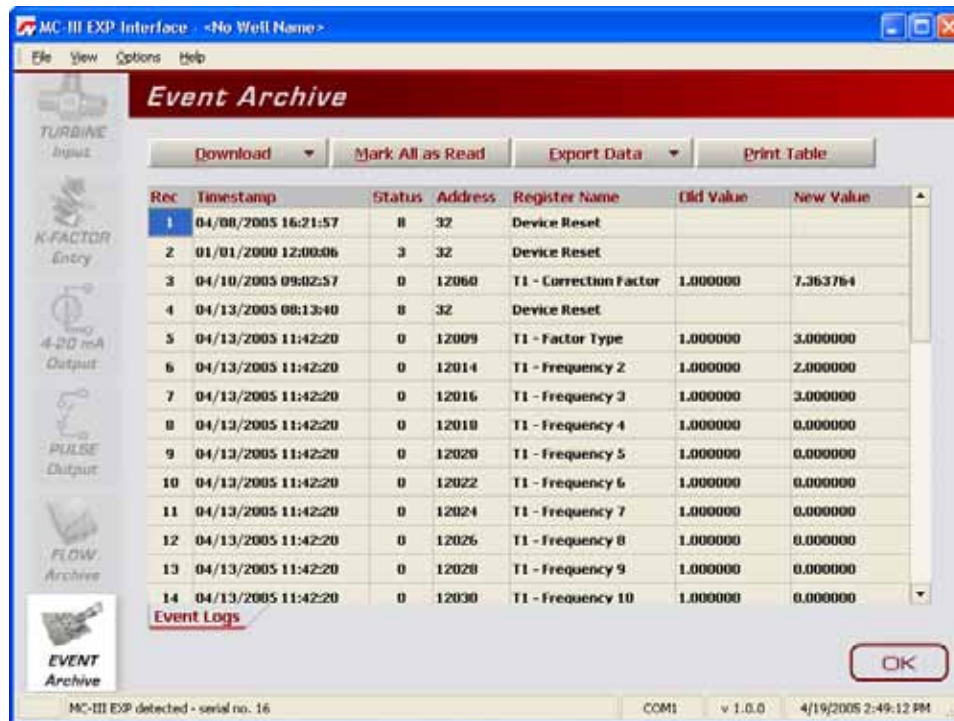 MC-III EXP Interface - <No Well Name>
File View Options Help
Event Archive
TURBINE
Input
K-FACTOR
Entry
4-20 mA
Output
PULSE
Output
FLOW
Archive
EVENT
Archive
Download Mark All as Read Export Data Print Table
Rec Timestamp Status Address Register Name Old Value New Value
1 04/08/2005 16:21:57 8 32 Device Reset
2 01/01/2000 12:00:06 3 32 Device Reset
3 04/10/2005 09:02:57 0 12060 T1 - Correction Factor 1.000000 7.363764
4 04/13/2005 08:13:40 8 32 Device Reset
5 04/13/2005 11:42:20 0 12009 T1 - Factor Type 1.000000 3.000000
6 04/13/2005 11:42:20 0 12014 T1 - Frequency 2 1.000000 2.000000
7 04/13/2005 11:42:20 0 12016 T1 - Frequency 3 1.000000 3.000000
8 04/13/2005 11:42:20 0 12018 T1 - Frequency 4 1.000000 0.000000
9 04/13/2005 11:42:20 0 12020 T1 - Frequency 5 1.000000 0.000000
10 04/13/2005 11:42:20 0 12022 T1 - Frequency 6 1.000000 0.000000
11 04/13/2005 11:42:20 0 12024 T1 - Frequency 7 1.000000 0.000000
12 04/13/2005 11:42:20 0 12026 T1 - Frequency 8 1.000000 0.000000
13 04/13/2005 11:42:20 0 12028 T1 - Frequency 9 1.000000 0.000000
14 04/13/2005 11:42:20 0 12030 T1 - Frequency 10 1.000000 0.000000
Event Logs
OK
MC-III EXP detected - serial no. 16 COM1 v 1.0.0 4/19/2005 2:49:12 PM